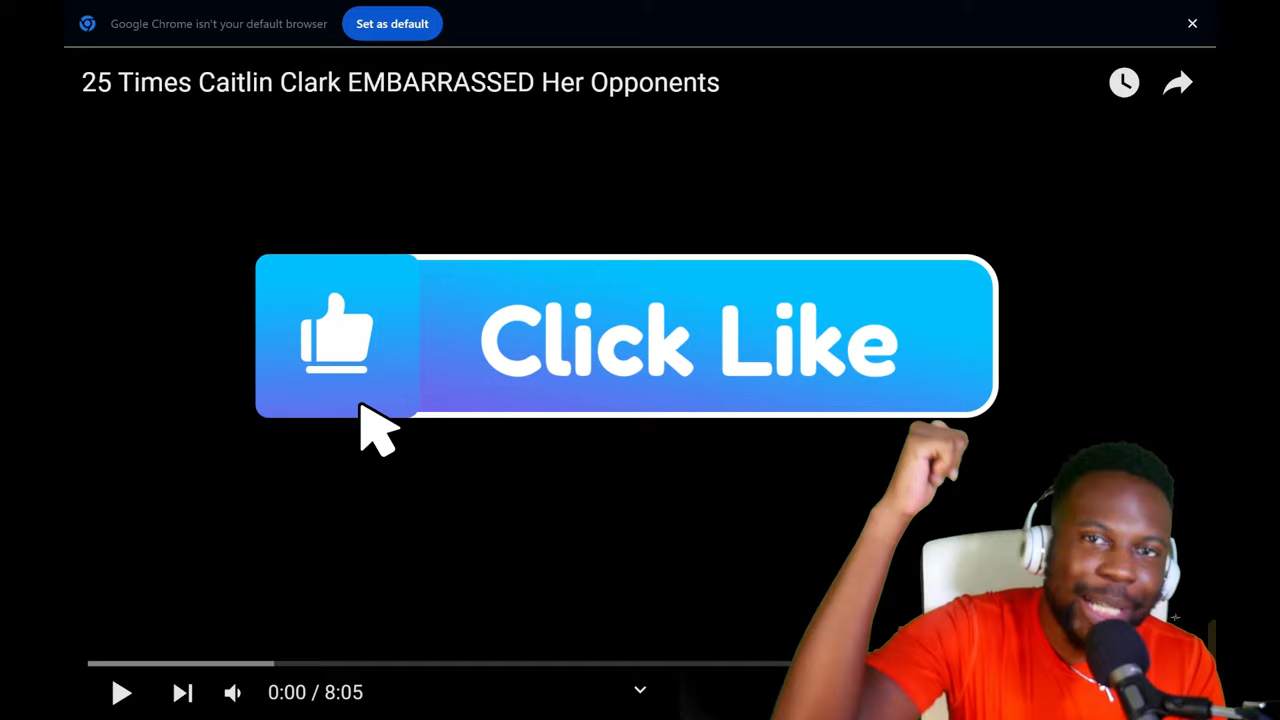 Google Chrome isn't your default browser
Set as default
25 Times Caitlin Clark EMBARRASSED Her Opponents
Click Like
0:00 / 8:05